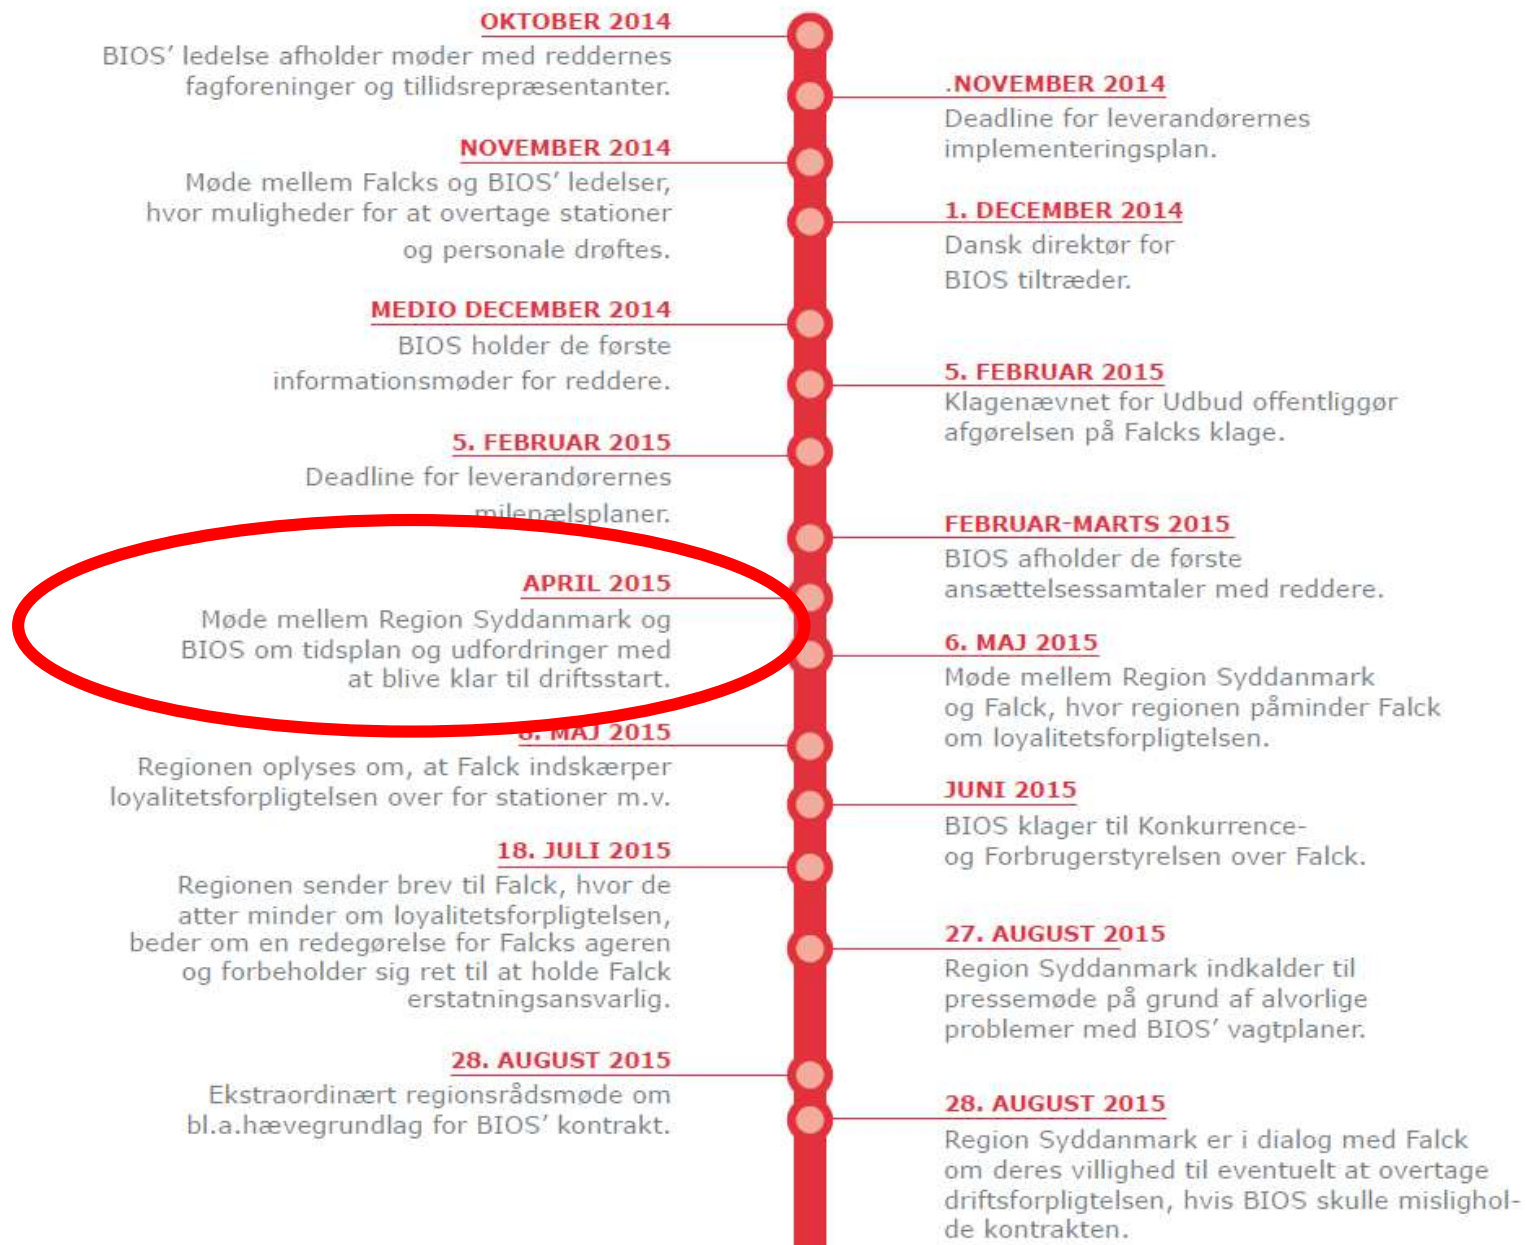 OKTOBER 2014
BIOS’ ledelse afholder møder med reddernes
fagforeninger og tillidsrepræsentanter.
.NOVEMBER 2014
Deadline for leverandørernes
implementeringsplan.
NOVEMBER 2014
Møde mellem Falcks og BIOS’ ledelser,
hvor muligheder for at overtage stationer
og personale drøftes.
1. DECEMBER 2014
Dansk direktør for
BIOS tiltræder.
MEDIO DECEMBER 2014
BIOS holder de første
informationsmøder for reddere.
5. FEBRUAR 2015
Klagenævnet for Udbud offentliggør
afgørelsen på Falcks klage.
5. FEBRUAR 2015
Deadline for leverandørernes
milepælsplaner.
FEBRUAR-MARTS 2015
BIOS afholder de første
ansættelsessamtaler med reddere.
APRIL 2015
Møde mellem Region Syddanmark og
BIOS om tidsplan og udfordringer med
at blive klar til driftsstart.
6. MAJ 2015
Møde mellem Region Syddanmark
og Falck, hvor regionen påminder Falck
om loyalitetsforpligtelsen.
MAJ 2015
Regionen oplyses om, at Falck indskærper
loyalitetsforpligtelsen over for stationer m.v.
JUNI 2015
BIOS klager til Konkurrence-
og Forbrugerstyrelsen over Falck.
18. JULI 2015
Regionen sender brev til Falck, hvor de
atter minder om loyalitetsforpligtelsen,
beder om en redegørelse for Falcks ageren
og forbeholder sig ret til at holde Falck
erstatningsansvarlig.
27. AUGUST 2015
Region Syddanmark indkalder til
pressemøde på grund af alvorlige
problemer med BIOS’ vagtplaner.
28. AUGUST 2015
Ekstraordinært regionsrådsmøde om
bl.a.hævegrundlag for BIOS’ kontrakt.
28. AUGUST 2015
Region Syddanmark er i dialog med Falck
om deres villighed til eventuelt at overtage
driftsforpligtelsen, hvis BIOS skulle mislighol-
de kontrakten.